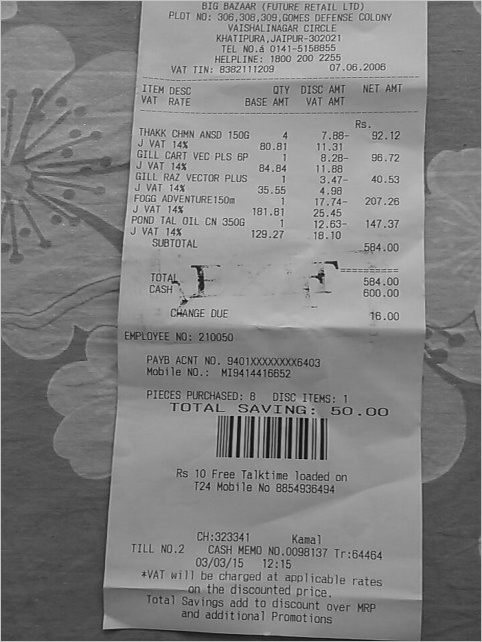 BIG BAZAAR (FUTURE RETAIL LTD)
PLOT NO: 306,308,309,GOMES DEFENSE COLONY
VAISHALINAGAR CIRCLE
KHATIPURA,JAIPUR-302021
TEL NO.á 0141-5158855
HELPLINE: 1800 200 2255
VAT TIN: 8382111209 07.06.2006
ITEM DESC QTY DISC AMT NET AMT
VAT RATE BASE AMT VAT AMT
Rs.
THAKK CHMN ANSD 150G 4 7.88- 92.12
J VAT 14% 80.81 11.31
GILL CART VEC PLS 6P 1 8.28- 96.72
J VAT 14% 84.84 11.88
GILL RAZ VECTOR PLUS 1 3.47- 40.53
J VAT 14% 35.55 4.98
FOGG ADVENTURE150m 1 17.74- 207.26
J VAT 14% 181.81 25.45
POND TAL OIL CN 350G 1 12.63- 147.37
J VAT 14% 129.27 18.10
SUBTOTAL 584.00
TOTAL 584.00
CASH 600.00
CHANGE DUE 16.00
EMPLOYEE NO: 210050
PAYB ACNT NO. 9401XXXXXXXX6403
Mobile NO.: MI9414416652
PIECES PURCHASED: 8 DISC ITEMS: 1
TOTAL SAVING: 50.00
Rs 10 Free Talktime loaded on
T24 Mobile No 8854936494
CH:323341 Kamal
TILL NO.2 CASH MEMO NO.0098137 Tr:64464
03/03/15 12:15
*VAT will be charged at applicable rates
on the discounted price.
Total Savings add to discount over MRP
and additional Promotions